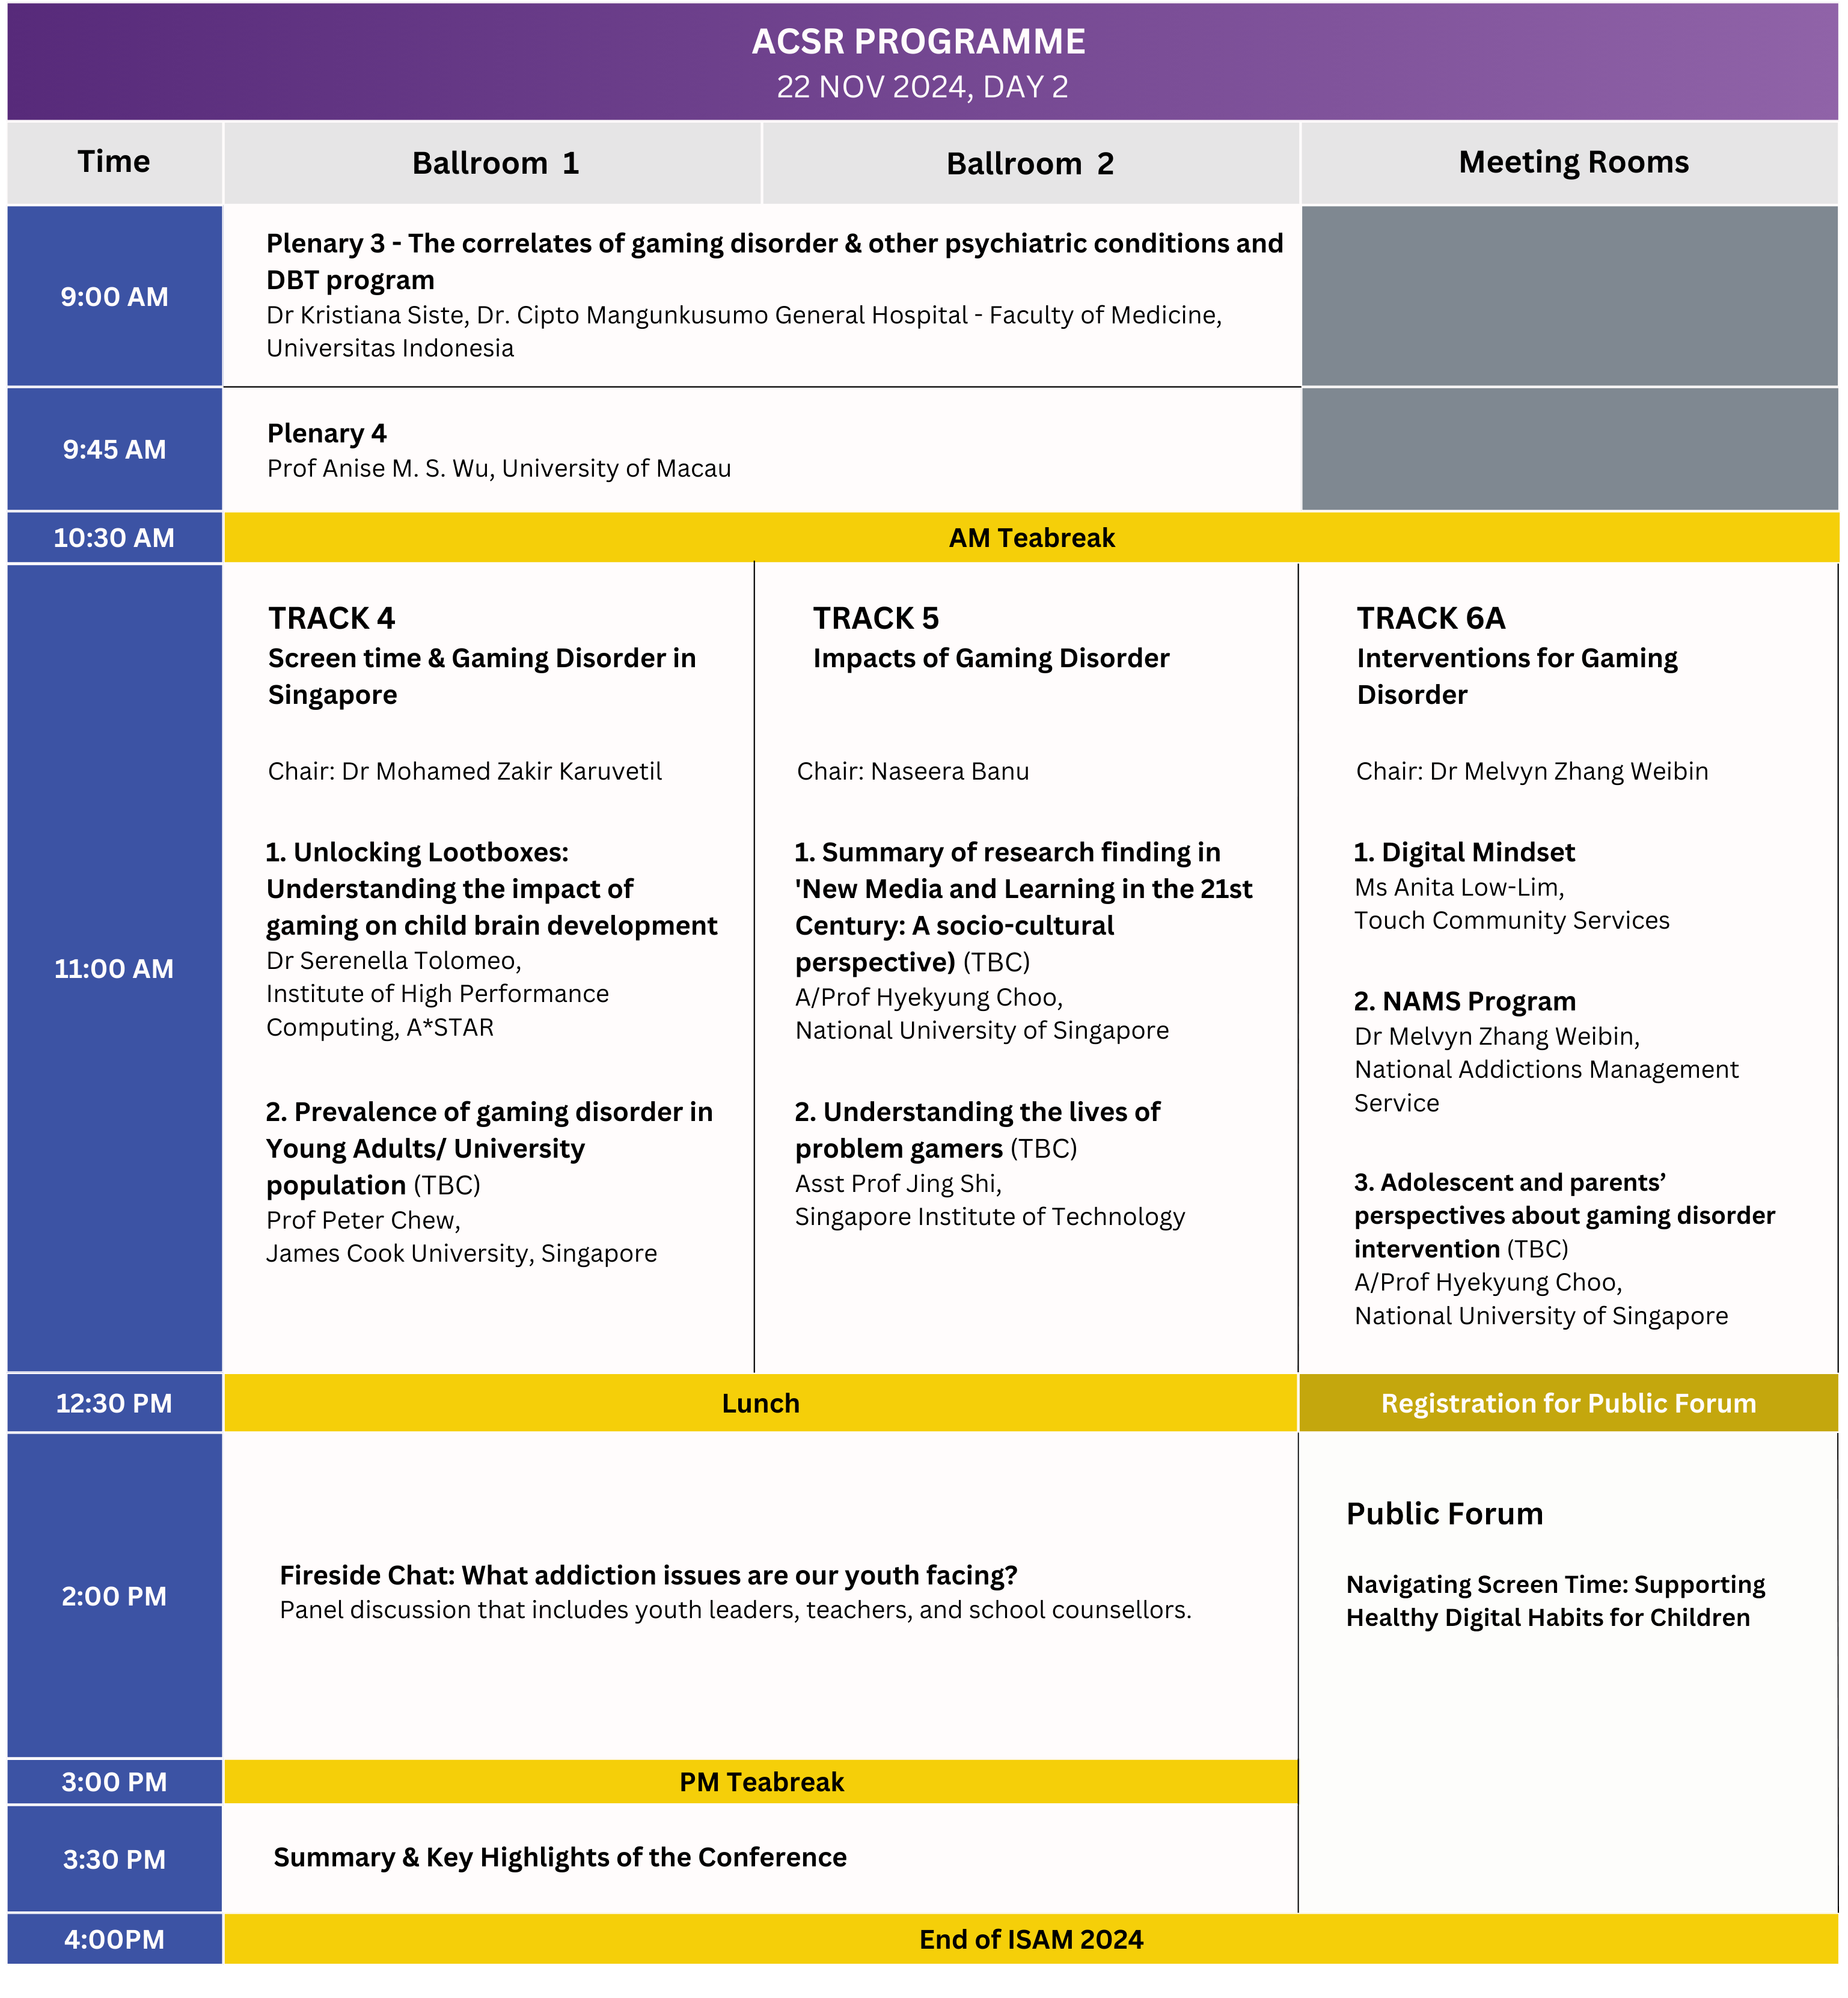 ACSR PROGRAMME
22 NOV 2024, DAY 2
Time
Ballroom 1
Ballroom 2
Meeting Rooms
9:00 AM
Plenary 3 - The correlates of gaming disorder & other psychiatric conditions and
DBT program
Dr Kristiana Siste, Dr. Cipto Mangunkusumo General Hospital - Faculty of Medicine,
Universitas Indonesia
9:45 AM
Plenary 4
Prof Anise M. S. Wu, University of Macau
10:30 AM
AM Teabreak
11:00 AM
TRACK 4
Screen time & Gaming Disorder in
Singapore
Chair: Dr Mohamed Zakir Karuvetil
1. Unlocking Lootboxes:
Understanding the impact of
gaming on child brain development
Dr Serenella Tolomeo,
Institute of High Performance
Computing, A*STAR
2. Prevalence of gaming disorder in
Young Adults/ University
population (TBC)
Prof Peter Chew,
James Cook University, Singapore
TRACK 5
Impacts of Gaming Disorder
Chair: Naseera Banu
1. Summary of research finding in
'New Media and Learning in the 21st
Century: A socio-cultural
perspective) (TBC)
A/Prof Hyekyung Choo,
National University of Singapore
2. Understanding the lives of
problem gamers (TBC)
Asst Prof Jing Shi,
Singapore Institute of Technology
TRACK 6A
Interventions for Gaming
Disorder
Chair: Dr Melvyn Zhang Weibin
1. Digital Mindset
Ms Anita Low-Lim,
Touch Community Services
2. NAMS Program
Dr Melvyn Zhang Weibin,
National Addictions Management
Service
3. Adolescent and parents’
perspectives about gaming disorder
intervention (TBC)
A/Prof Hyekyung Choo,
National University of Singapore
12:30 PM
Lunch
Registration for Public Forum
2:00 PM
Fireside Chat: What addiction issues are our youth facing?
Panel discussion that includes youth leaders, teachers, and school counsellors.
Public Forum
Navigating Screen Time: Supporting
Healthy Digital Habits for Children
3:00 PM
PM Teabreak
3:30 PM
Summary & Key Highlights of the Conference
4:00PM
End of ISAM 2024